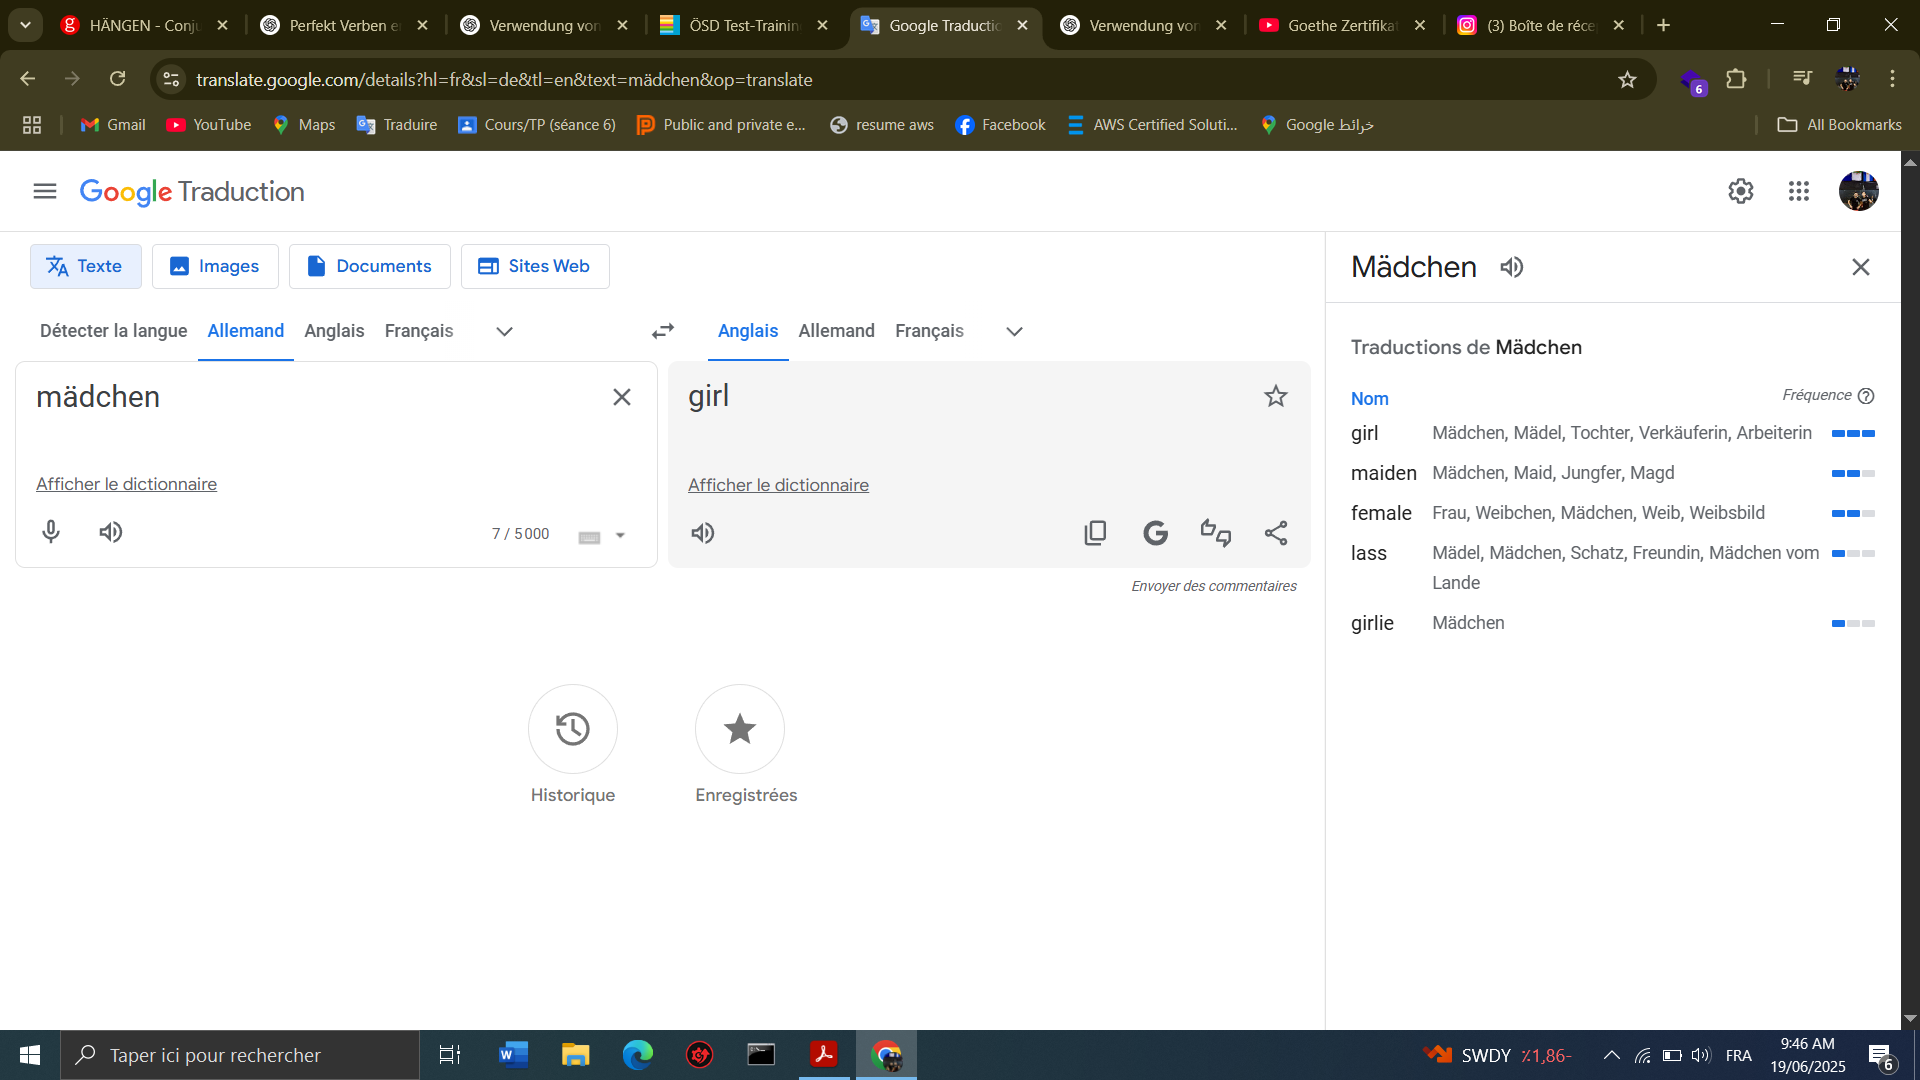 HÄNGEN - Conju
Perfekt Verben e
Verwendung von
ÖSD Test-Training
Google Traductio
Verwendung von
Goethe Zertifikat
(3) Boîte de récep
translate.google.com/details?hl=fr&sl=de&tl=en&text=mädchen&op=translate
6
Gmail
YouTube
Maps
Traduire
Cours/TP (séance 6)
Public and private e...
resume aws
Facebook
AWS Certified Soluti...
خرائط Google
All Bookmarks
Google Traduction
Texte
Images
Documents
Sites Web
Détecter la langue Allemand Anglais Français
Anglais Allemand Français
mädchen
Afficher le dictionnaire
7 / 5 000
girl
Afficher le dictionnaire
Envoyer des commentaires
Historique
Enregistrées
Mädchen
Traductions de Mädchen
Nom Fréquence
girl Mädchen, Mädel, Tochter, Verkäuferin, Arbeiterin
maiden Mädchen, Maid, Jungfer, Magd
female Frau, Weibchen, Mädchen, Weib, Weibsbild
lass Mädel, Mädchen, Schatz, Freundin, Mädchen vom
Lande
girlie Mädchen
Taper ici pour rechercher
SWDY ٪1,86-
FRA
9:46 AM
19/06/2025
6